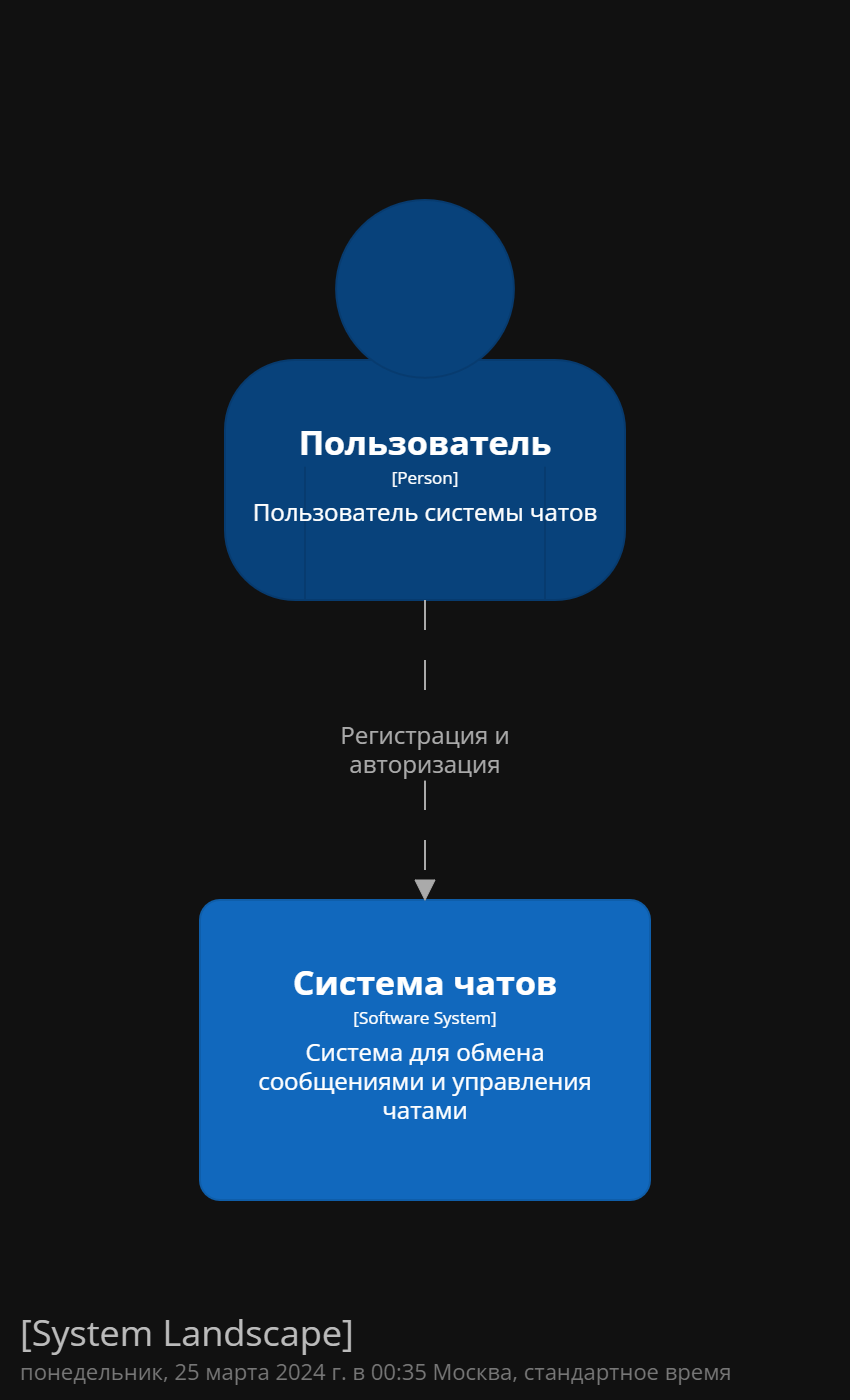 Пользователь
[Person]
Пользователь системы чатов
Регистрация и
авторизация
Система чатов
[Software System]
Система для обмена
сообщениями и управления
чатами
[System Landscape]
понедельник, 25 марта 2024 г. в 00:35 Москва, стандартное время